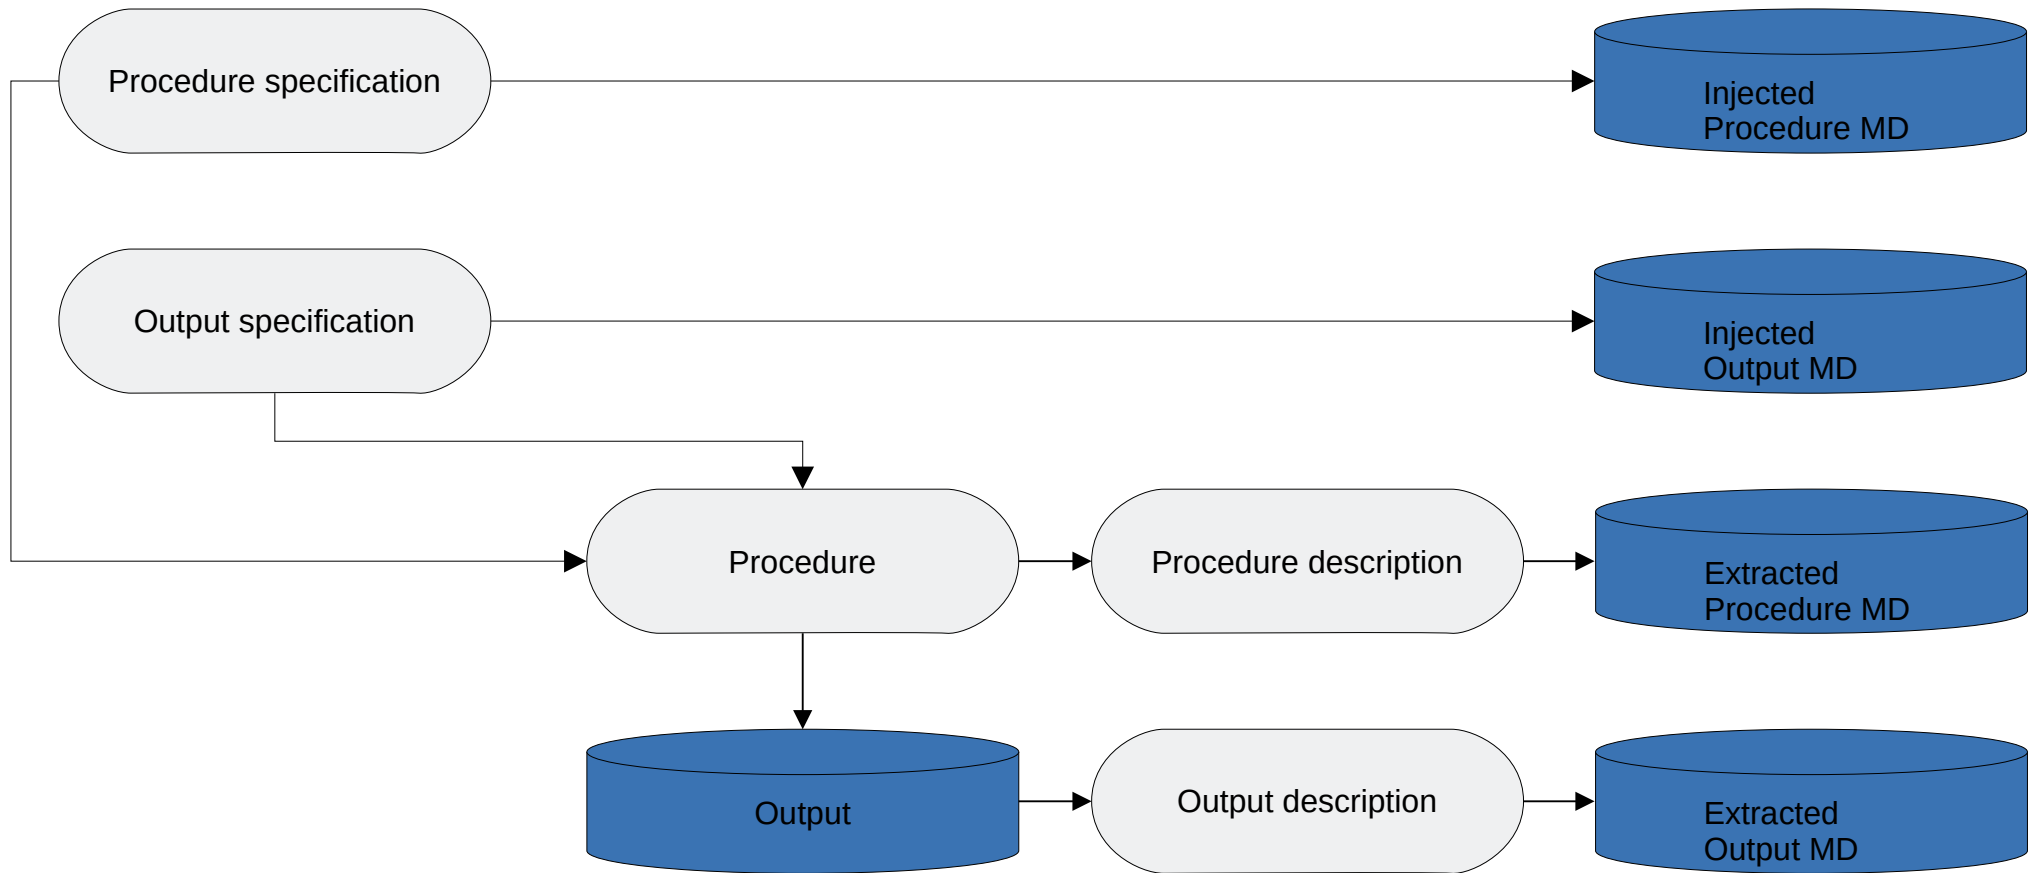 Procedure specification
Injected
Procedure MD
Output specification
Injected
Output MD
Procedure
Procedure description
Extracted
Procedure MD
Output
Output description
Extracted
Output MD